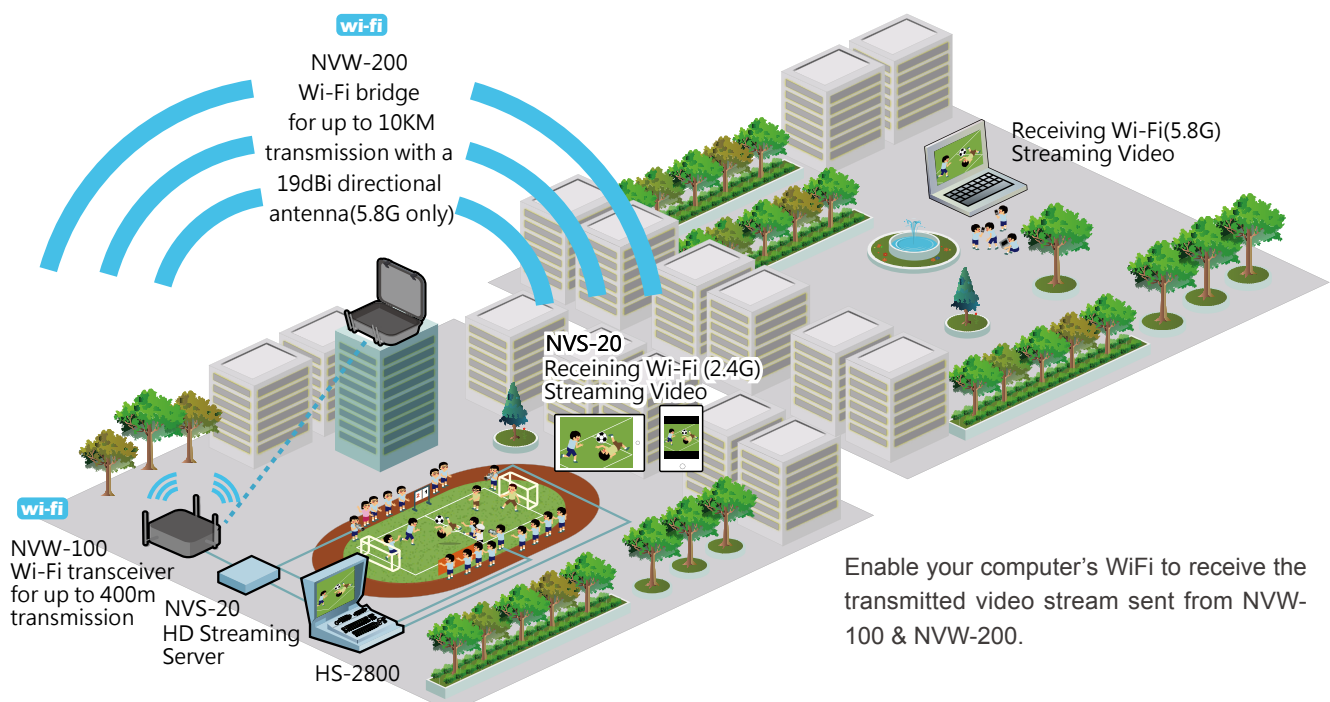 wi-fi
NVW-200
Wi-Fi bridge
for up to 10KM
transmission with a
19dBi directional
antenna(5.8G only)
Receiving Wi-Fi(5.8G)
Streaming Video
NVS-20
Receining Wi-Fi (2.4G)
Streaming Video
wi-fi
NVW-100
Wi-Fi transceiver
for up to 400m
transmission
NVS-20
HD Streaming
Server
HS-2800
Enable your computer’s WiFi to receive the
transmitted video stream sent from NVW-
100 & NVW-200.